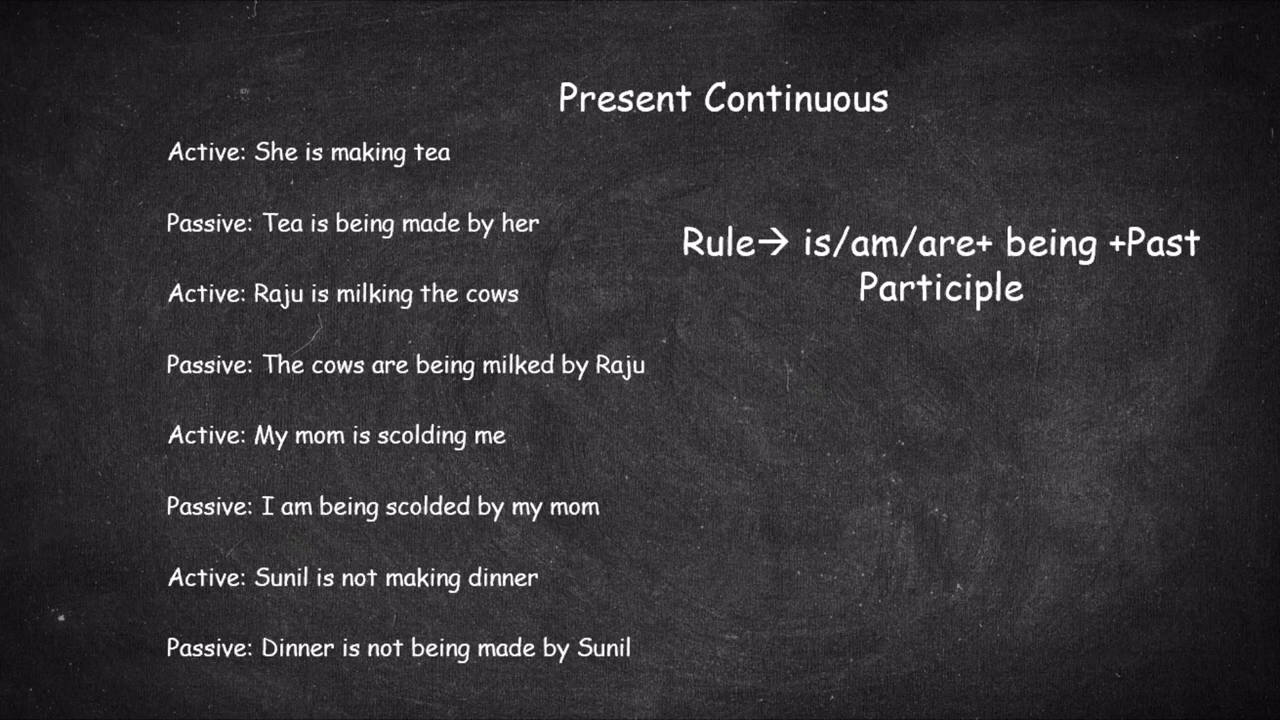 Present Continuous
Active: She is making tea
Passive: Tea is being made by her
Rule→ is/am/are+ being +Past
Participle
Active: Raju is milking the cows
Passive: The cows are being milked by Raju
Active: My mom is scolding me
Passive: I am being scolded by my mom
Active: Sunil is not making dinner
Passive: Dinner is not being made by Sunil